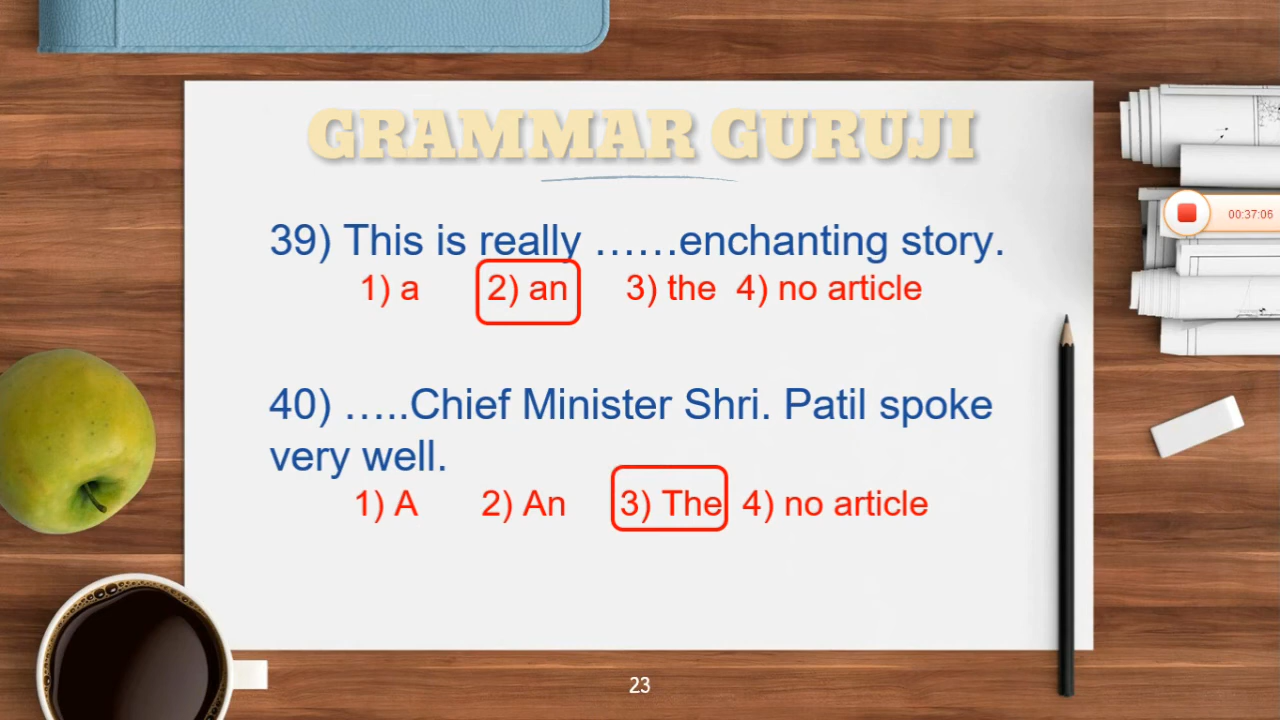 GRAMMAR GURUJI
39) This is really ……enchanting story.
1) a 2) an 3) the 4) no article
40) …..Chief Minister Shri. Patil spoke
very well.
1) A 2) An 3) The 4) no article
00:37:06
23